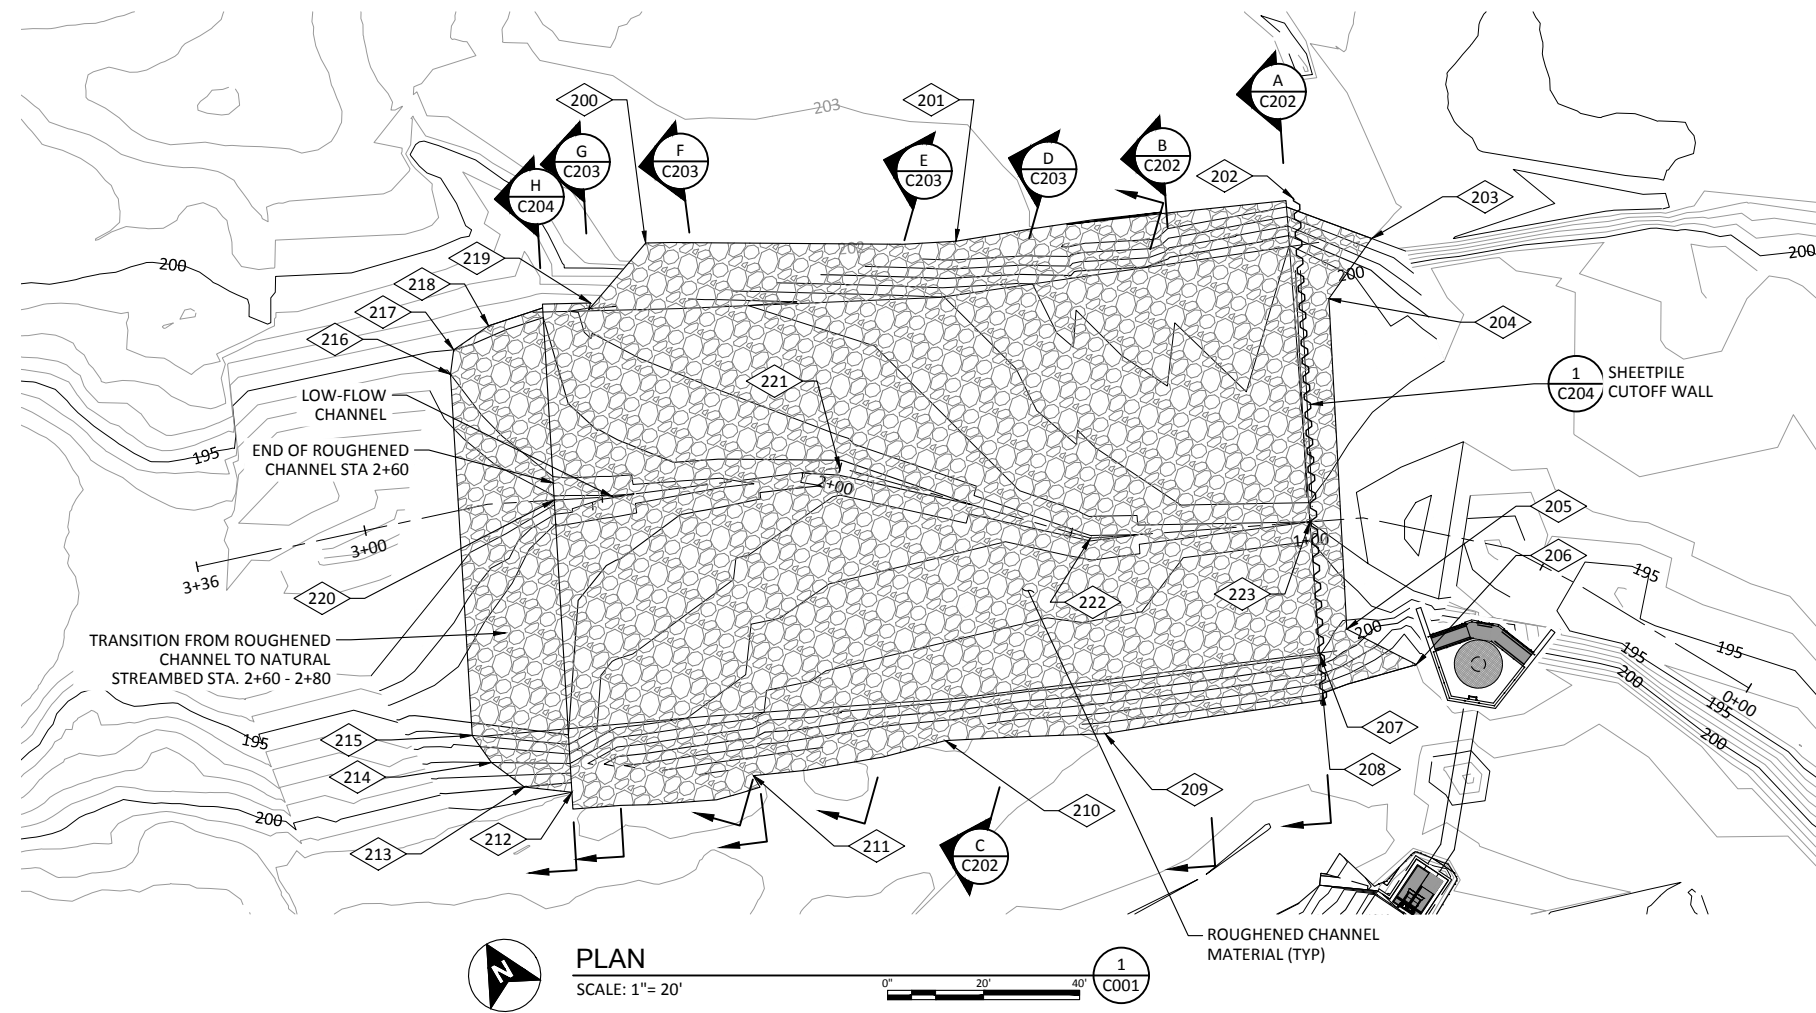 203
200
201
A
C202
G
C203
F
C203
E
C203
D
C203
B
C202
H
C204
202
203
219
200
218
200
200
217
204
216
1
C204
SHEETPILE
CUTOFF WALL
221
LOW-FLOW
CHANNEL
195
END OF ROUGHENED
CHANNEL STA 2+60
2+00
205
3+00
1+00
206
3+36
195
220
222
223
200
TRANSITION FROM ROUGHENED
CHANNEL TO NATURAL
STREAMBED STA. 2+60 - 2+80
195
195
200
0+00
195
200
215
195
207
214
208
209
210
200
212
211
213
C
C202
ROUGHENED CHANNEL
MATERIAL (TYP)
N
PLAN
SCALE: 1"= 20'
0"
20'
40'
1
C001